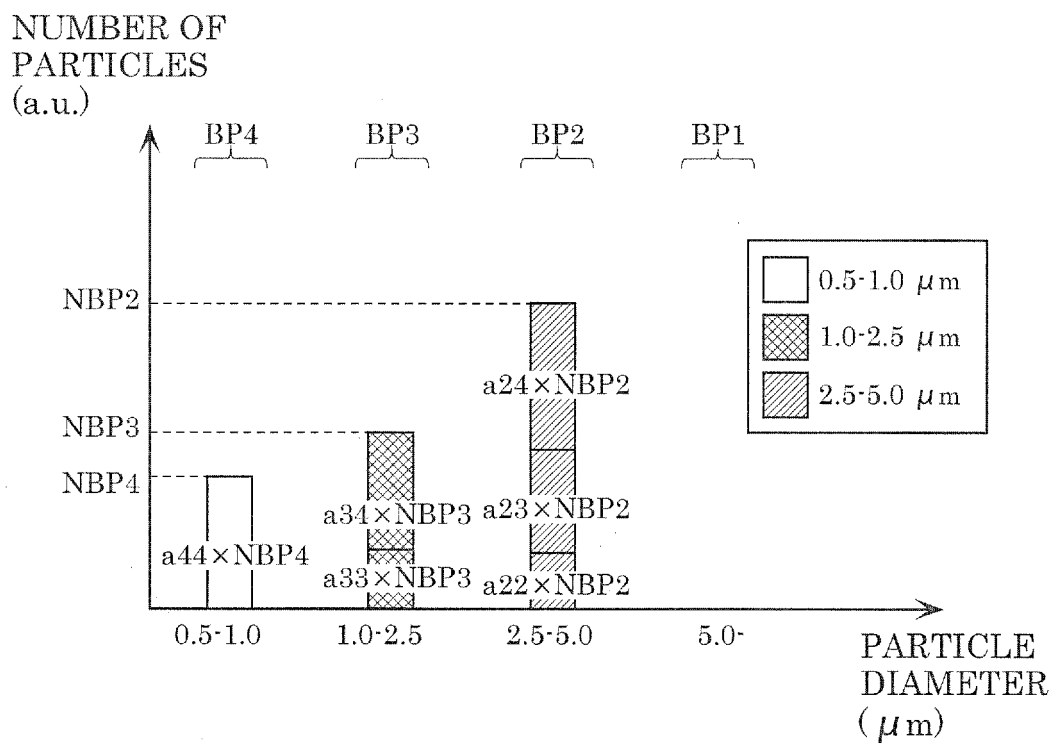 NUMBER OF
PARTICLES
(a.u.)
BP4 BP3 BP2 BP1
0.5-1.0 μm
1.0-2.5 μm
2.5-5.0 μm
NBP2
NBP3
NBP4
a24×NBP2
a34×NBP3 a23×NBP2
a44×NBP4 a33×NBP3 a22×NBP2
0.5-1.0 1.0-2.5 2.5-5.0 5.0-
PARTICLE
DIAMETER
(μm)